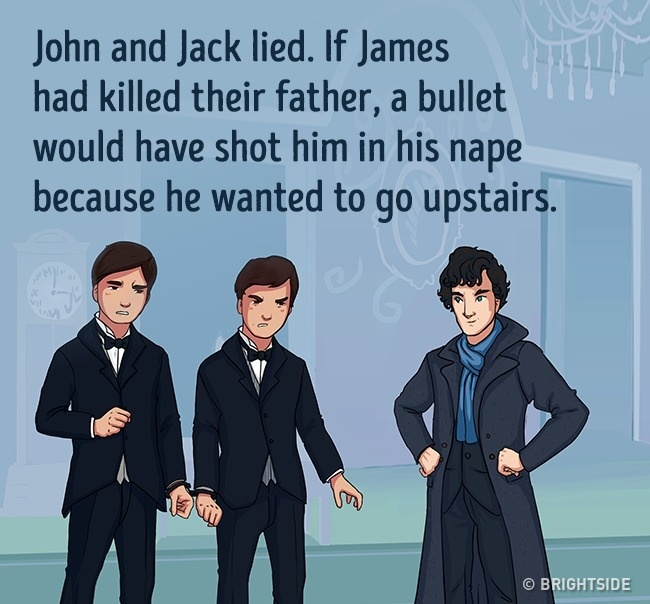 John and Jack lied. If James
had killed their father, a bullet
would have shot him in his nape
because he wanted to go upstairs.
© BRIGHTSIDE